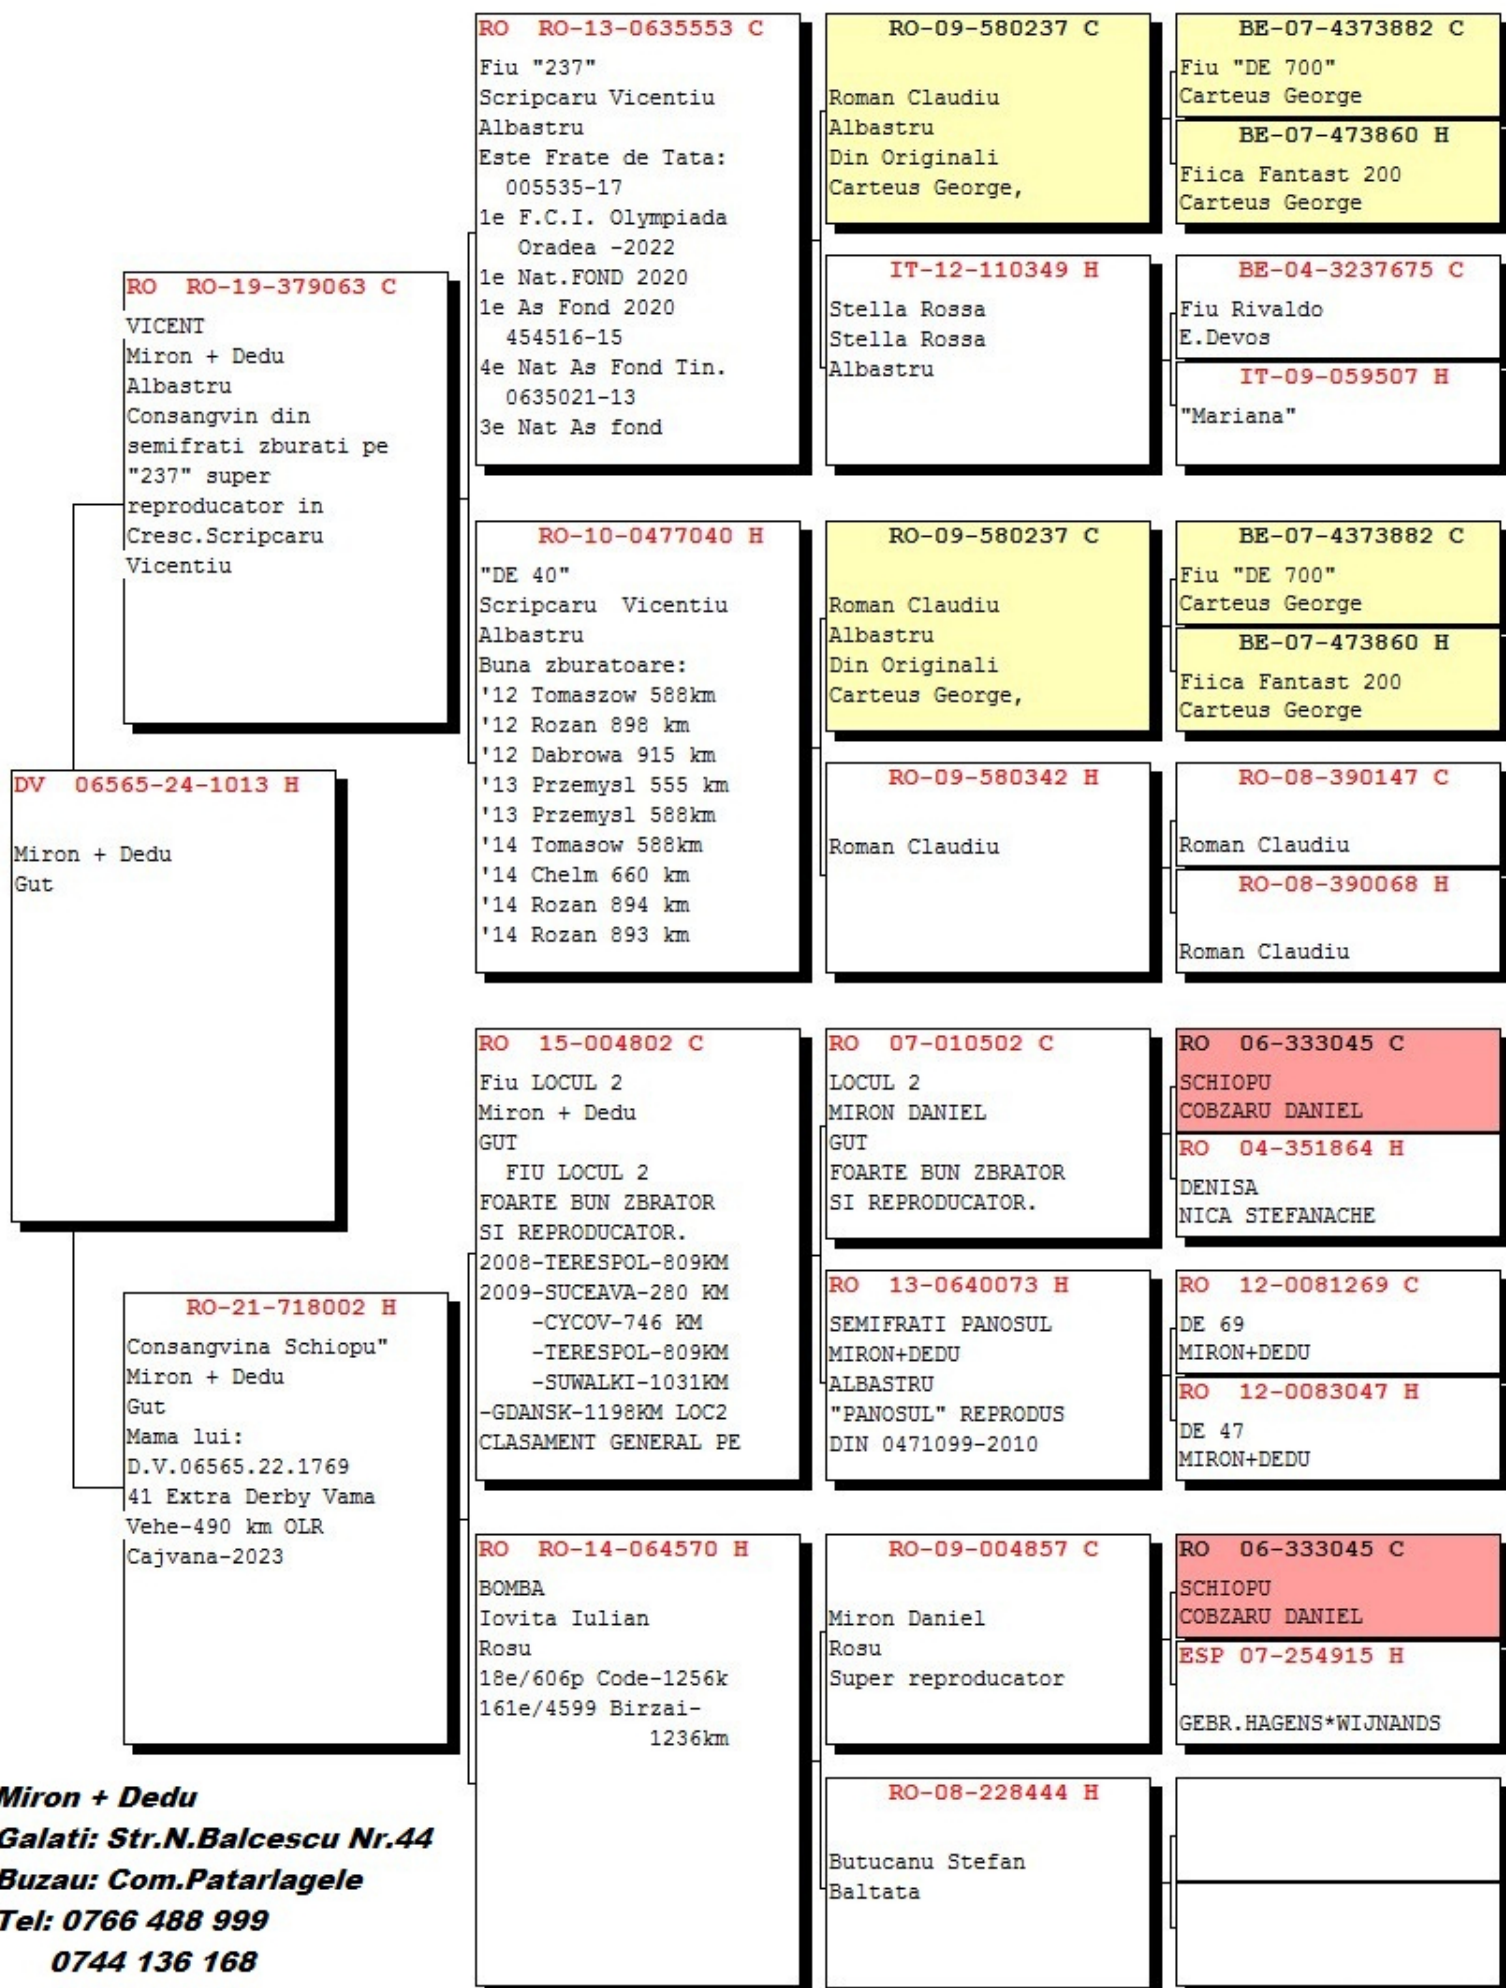 RO RO-13-0635553 C
Fiu "237"
Scripcaru Vicentiu
Albastru
Este Frate de Tata:
005535-17
1e F.C.I. Olympiada
Oradea -2022
1e Nat.FOND 2020
1e As Fond 2020
454516-15
4e Nat As Fond Tin.
0635021-13
3e Nat As fond
RO-09-580237 C
Roman Claudiu
Albastru
Din Originali
Carteus George,
BE-07-4373882 C
Fiu "DE 700"
Carteus George
BE-07-473860 H
Fiica Fantast 200
Carteus George
IT-12-110349 H
Stella Rossa
Stella Rossa
Albastru
BE-04-3237675 C
Fiu Rivaldo
E.Devos
IT-09-059507 H
"Mariana"
RO RO-19-379063 C
VICENT
Miron + Dedu
Albastru
Consangvin din
semifrati zburati pe
"237" super
reproducator in
Cresc.Scripcaru
Vicentiu
RO-10-0477040 H
"DE 40"
Scripcaru  Vicentiu
Albastru
Buna zburatoare:
'12 Tomaszow 588km
'12 Rozan 898 km
'12 Dabrowa 915 km
'13 Przemysl 555 km
'13 Przemysl 588km
'14 Tomasow 588km
'14 Chelm 660 km
'14 Rozan 894 km
'14 Rozan 893 km
RO-09-580237 C
Roman Claudiu
Albastru
Din Originali
Carteus George,
BE-07-4373882 C
Fiu "DE 700"
Carteus George
BE-07-473860 H
Fiica Fantast 200
Carteus George
RO-09-580342 H
Roman Claudiu
RO-08-390147 C
Roman Claudiu
RO-08-390068 H
Roman Claudiu
DV 06565-24-1013 H
Miron + Dedu
Gut
RO 15-004802 C
Fiu LOCUL 2
Miron + Dedu
GUT
FIU LOCUL 2
FOARTE BUN ZBRATOR
SI REPRODUCATOR.
2008-TERESPOL-809KM
2009-SUCEAVA-280 KM
-CYCOV-746 KM
-TERESPOL-809KM
-SUWALKI-1031KM
-GDANSK-1198KM LOC2
CLASAMENT GENERAL PE
RO 07-010502 C
LOCUL 2
MIRON DANIEL
GUT
FOARTE BUN ZBRATOR
SI REPRODUCATOR.
RO 06-333045 C
SCHIOPU
COBZARU DANIEL
RO 04-351864 H
DENISA
NICA STEFANACHE
RO 13-0640073 H
SEMIFRATI PANOSUL
MIRON+DEDU
ALBASTRU
"PANOSUL" REPRODUS
DIN 0471099-2010
RO 12-0081269 C
DE 69
MIRON+DEDU
RO 12-0083047 H
DE 47
MIRON+DEDU
RO-21-718002 H
Consangvina Schiopu"
Miron + Dedu
Gut
Mama lui:
D.V.06565.22.1769
41 Extra Derby Vama
Vehe-490 km OLR
Cajvana-2023
RO RO-14-064570 H
BOMBA
Iovita Iulian
Rosu
18e/606p Code-1256k
161e/4599 Birzai-
1236km
RO-09-004857 C
Miron Daniel
Rosu
Super reproducator
RO 06-333045 C
SCHIOPU
COBZARU DANIEL
ESP 07-254915 H
GEBR.HAGENS*WIJNANDS
RO-08-228444 H
Butucanu Stefan
Baltata
Miron + Dedu
Galati: Str.N.Balcescu Nr.44
Buzau: Com.Patarlagele
Tel: 0766 488 999
0744 136 168